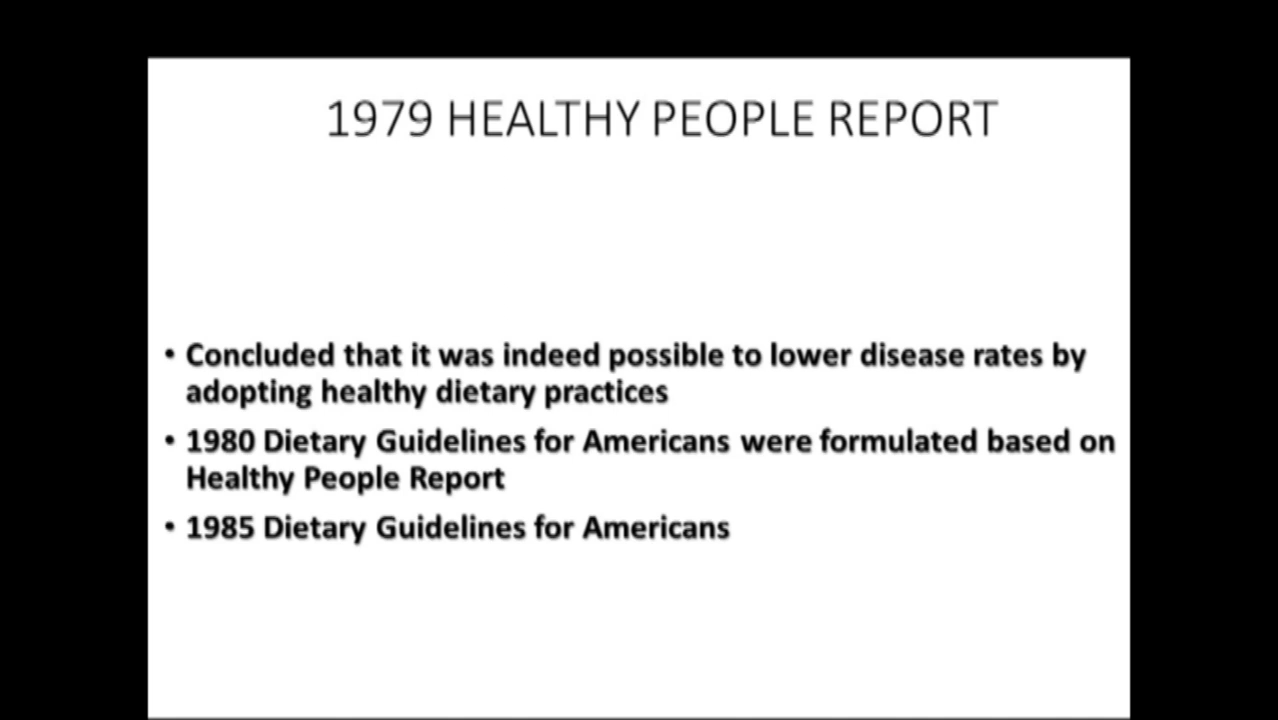 1979 HEALTHY PEOPLE REPORT
• Concluded that it was indeed possible to lower disease rates by
adopting healthy dietary practices
• 1980 Dietary Guidelines for Americans were formulated based on
Healthy People Report
• 1985 Dietary Guidelines for Americans